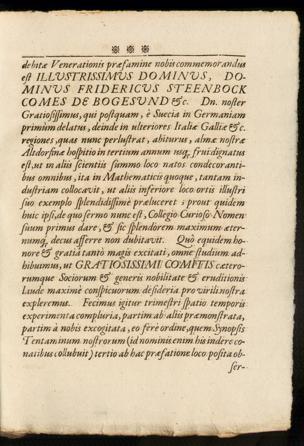 debitæ Venerationis præfamine nobis commemorandus
est ILLUSTRISSIMUS DOMINUS, DO-
MINUS FRIDERICUS STEENBOCK
COMES DE BOGESUND &c. Dn. noster
Gratiosissimus, qui postquam, è Suecia in Germaniam
primum delatus, deinde in ulteriores Italiæ Galliæ &c.
regiones, quas nunc perlustrat, abiturus, almæ nostræ
Altdorfinæ hospitio in tertium annum usq; frui dignatus
est, ut in aliis scientiis summo loco natos condecoranti-
bus omnibus, ita in Mathematicis quoque, tantam in-
dustriam collocavit, ut aliis inferiore loco ortis illustri
suo exemplo splendidissimè præluceret; prout quidem
huic ipsi, de quo sermo nunc est, Collegio Curioso Nomen
suum primus dare, & sic splendorem maximum æter-
numq; decus afferre non dubitavit. Quò equidem ho-
nore & gratiâ tantò magis excitati, omne studium ad-
hibuimus, ut GRATIOSISSIMI COMITIS cætero-
rumque Sociorum & generis nobilitate & eruditionis
laude maximè conspicuorum desideria pro virili nostra
expleremus. Fecimus igitur trimestri spatio temporis
experimenta compluria, partim ab aliis præmonstrata,
partim à nobis excogitata, eo ferè ordine, quem Synopsis
Tentaminum nostrorum (id nominis enim his indere co-
natibus collubuit) tertio ab hac præfatione loco posita ob-
ser-